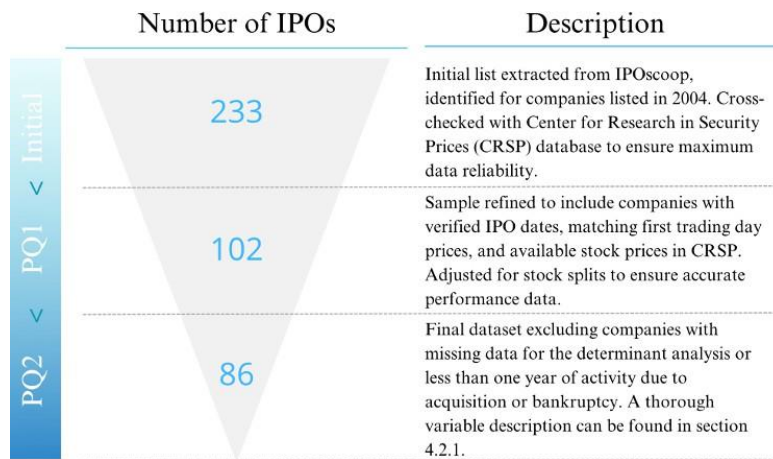 Number of IPOs
Description
Initial
233
Initial list extracted from IPOscoop,
identified for companies listed in 2004. Cross-
checked with Center for Research in Security
Prices (CRSP) database to ensure maximum
data reliability.
<
PQ1
102
Sample refined to include companies with
verified IPO dates, matching first trading day
prices, and available stock prices in CRSP.
Adjusted for stock splits to ensure accurate
performance data.
<
PQ2
86
Final dataset excluding companies with
missing data for the determinant analysis or
less than one year of activity due to
acquisition or bankruptcy. A thorough
variable description can be found in section
4.2.1.